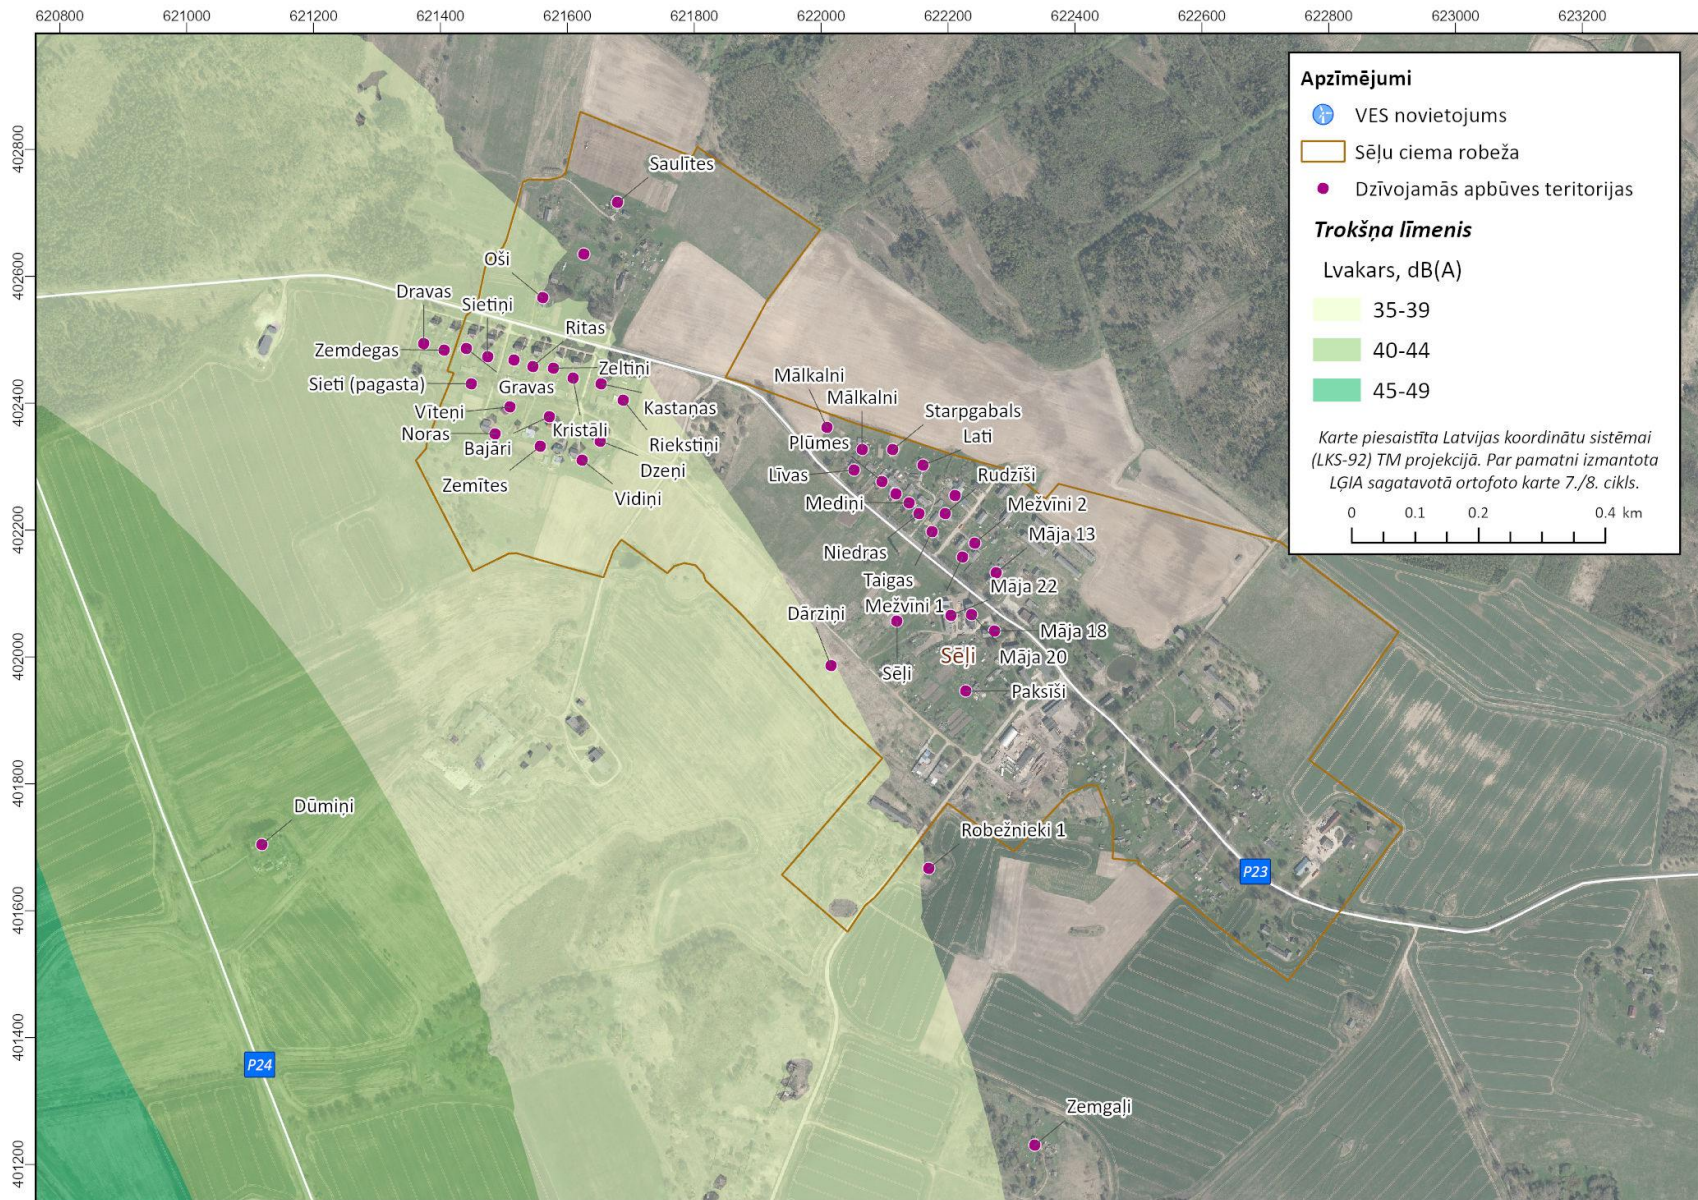 620800 621000 621200 621400 621600 621800 622000 622200 622400 622600 622800 623000 623200
402800
402600
402400
402200
402000
401800
401600
401400
401200
Apzīmējumi
VES novietojums
Sēļu ciema robeža
Dzīvojamās apbūves teritorijas
Trokšņa līmenis
Lvakars, dB(A)
35-39
40-44
45-49
Karte piesaistīta Latvijas koordinātu sistēmai
(LKS-92) TM projekcijā. Par pamatni izmantota
LĢIA sagatavotā ortofoto karte 7./8. cikls.
0 0.1 0.2 0.4 km
Saulītes
Oši
Dravas
Sietiņi
Ritas
Zemdegas
Zeltiņi
Sieti (pagasta)
Gravas
Kastaņas
Vīteņi
Noras
Bajāri
Kristāli
Riekstiņi
Dzeņi
Zemītes
Vidiņi
Mālkalni
Mālkalni
Starpgabals
Plūmes
Lati
Līvas
Rudzīši
Mediņi
Mežvīni 2
Māja 13
Niedras
Taigas
Māja 22
Mežvīni 1
Dārziņi
Māja 18
Sēļi
Māja 20
Sēļi
Paksīši
Dūmiņi
Robežnieki 1
P23
P24
Zemgaļi